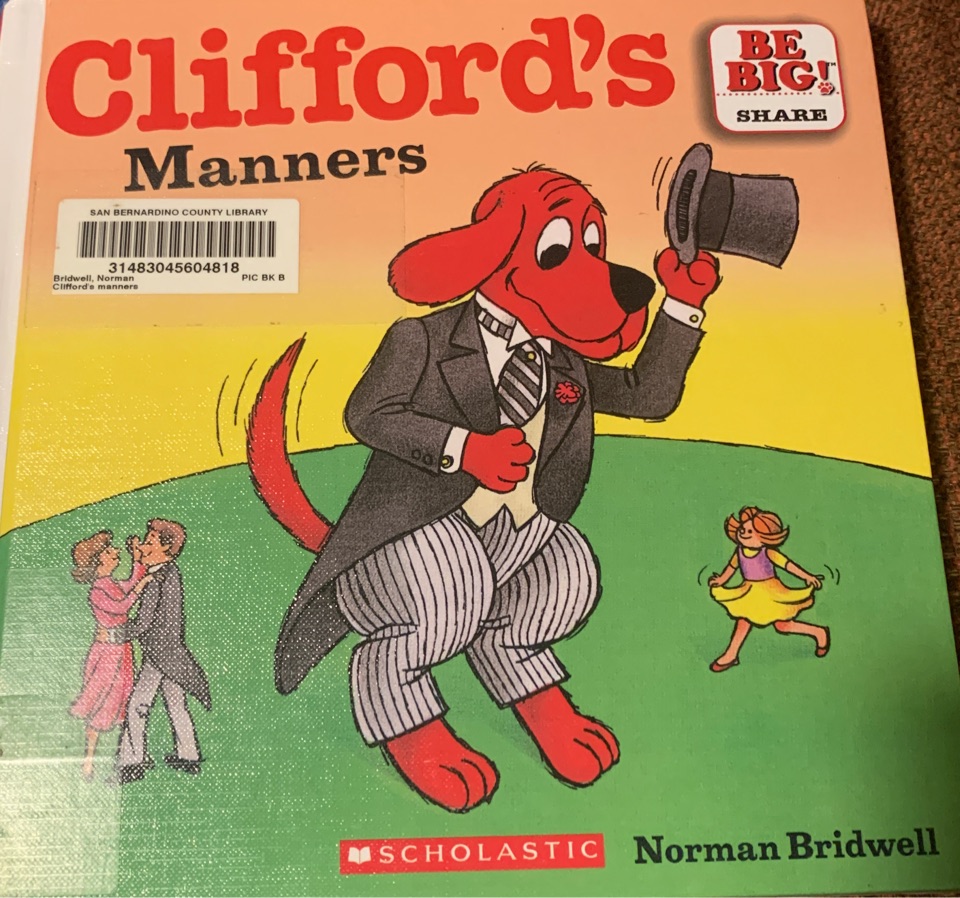 Clifford's
Manners
BE
BIG!™
SHARE
SAN BERNARDINO COUNTY LIBRARY
31483045604818
Bridwell, Norman PIC BK B
Clifford's manners
SCHOLASTIC
Norman Bridwell